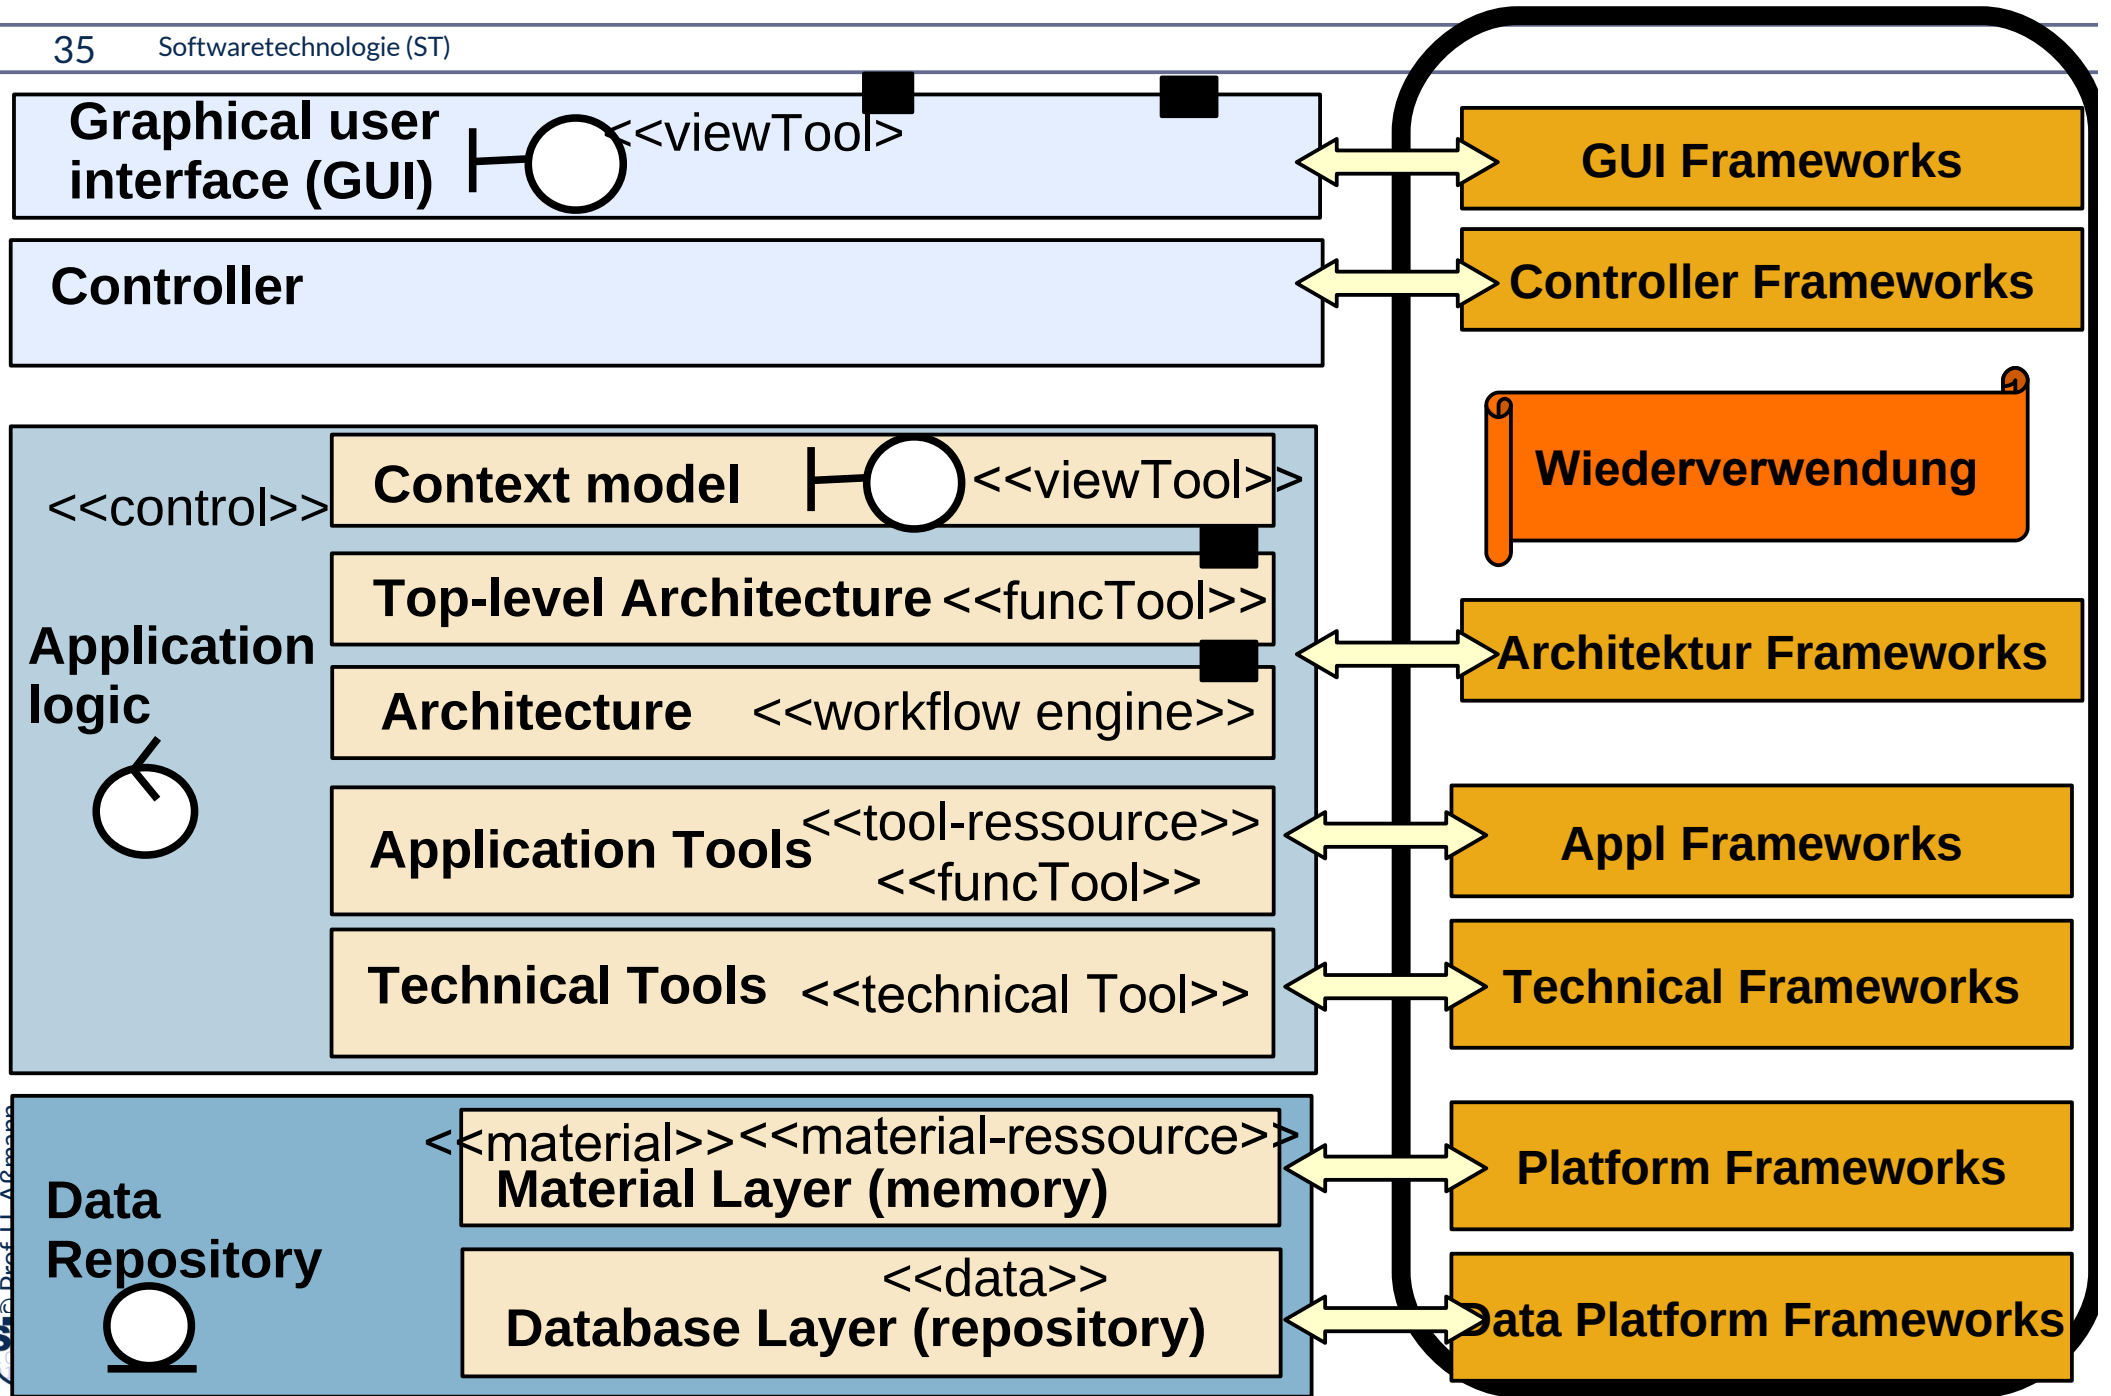 35 Softwaretechnologie (ST)
Graphical user
interface (GUI)
<<viewTool>
GUI Frameworks
Controller
Controller Frameworks
Wiederverwendung
<<control>>
Context model <<viewTool>>
Top-level Architecture <<funcTool>>
Application
logic
Architektur Frameworks
Architecture <<workflow engine>>
Application Tools
<<tool-ressource>>
<<funcTool>>
Appl Frameworks
Technical Tools <<technical Tool>>
Technical Frameworks
Data
Repository
<<material>> <<material-ressource>>
Material Layer (memory)
Platform Frameworks
<<data>>
Database Layer (repository)
Data Platform Frameworks
© Prof. U. Aßmann